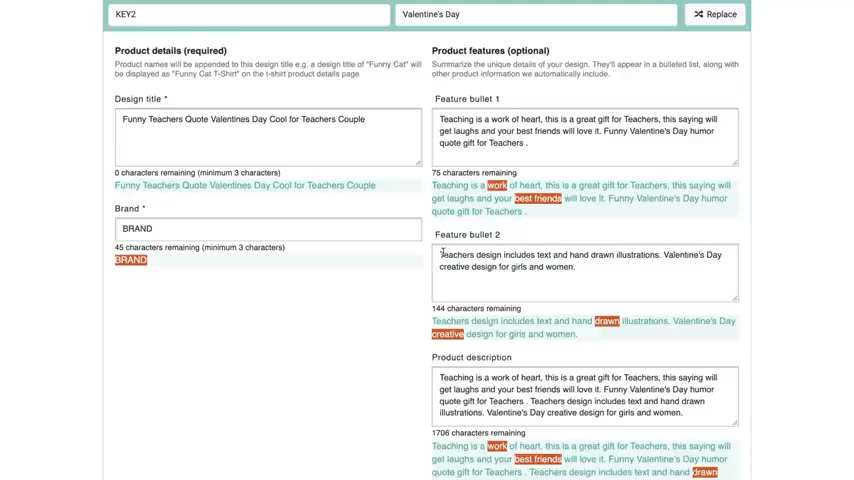 KEY2
Valentine's Day
Replace
Product details (required)
Product names will be appended to this design title e.g. a design title of "Funny Cat" will
be displayed as "Funny Cat T-Shirt" on the t-shirt product details page
Design title *
Funny Teachers Quote Valentines Day Cool for Teachers Couple
0 characters remaining (minimum 3 characters)
Funny Teachers Quote Valentines Day Cool for Teachers Couple
Brand *
BRAND
45 characters remaining (minimum 3 characters)
BRAND
Product features (optional)
Summarize the unique details of your design. They'll appear in a bulleted list, along with
other product information we automatically include.
Feature bullet 1
Teaching is a work of heart, this is a great gift for Teachers, this saying will
get laughs and your best friends will love it. Funny Valentine's Day humor
quote gift for Teachers .
75 characters remaining
Teaching is a work of heart, this is a great gift for Teachers, this saying will
get laughs and your best friends will love it. Funny Valentine's Day humor
quote gift for Teachers .
Feature bullet 2
Teachers design includes text and hand drawn illustrations. Valentine's Day
creative design for girls and women.
144 characters remaining
Teachers design includes text and hand drawn illustrations. Valentine's Day
creative design for girls and women.
Product description
Teaching is a work of heart, this is a great gift for Teachers, this saying will
get laughs and your best friends will love it. Funny Valentine's Day humor
quote gift for Teachers . Teachers design includes text and hand drawn
illustrations. Valentine's Day creative design for girls and women.
1706 characters remaining
Teaching is a work of heart, this is a great gift for Teachers, this saying will
get laughs and your best friends will love it. Funny Valentine's Day humor
quote gift for Teachers . Teachers design includes text and hand drawn